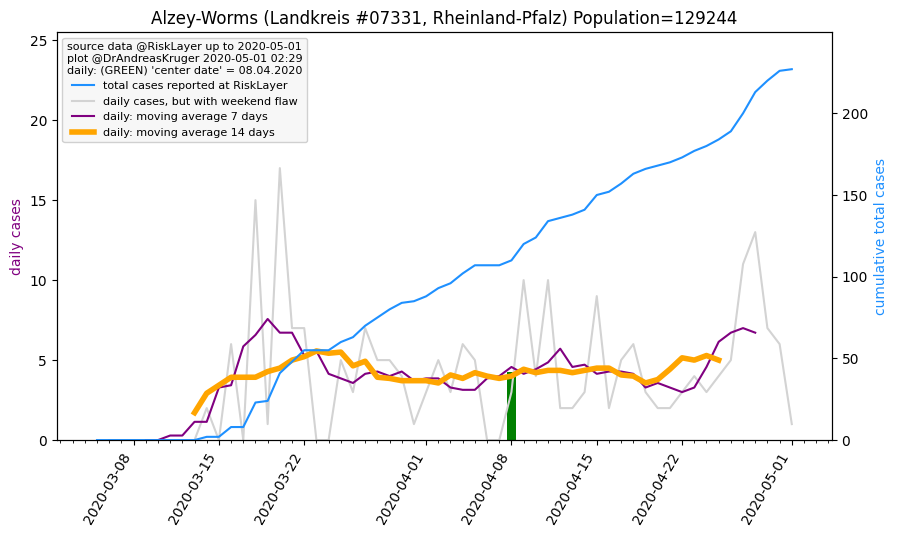 Alzey-Worms (Landkreis #07331, Rheinland-Pfalz) Population=129244
source data @RiskLayer up to 2020-05-01
plot @DrAndreasKruger 2020-05-01 02:29
daily: (GREEN) 'center date' = 08.04.2020
total cases reported at RiskLayer
daily cases, but with weekend flaw
daily: moving average 7 days
daily: moving average 14 days
25
20
15
10
5
0
daily cases
200
150
100
50
0
cumulative total cases
2020-03-08
2020-03-15
2020-03-22
2020-04-01
2020-04-08
2020-04-15
2020-04-22
2020-05-01